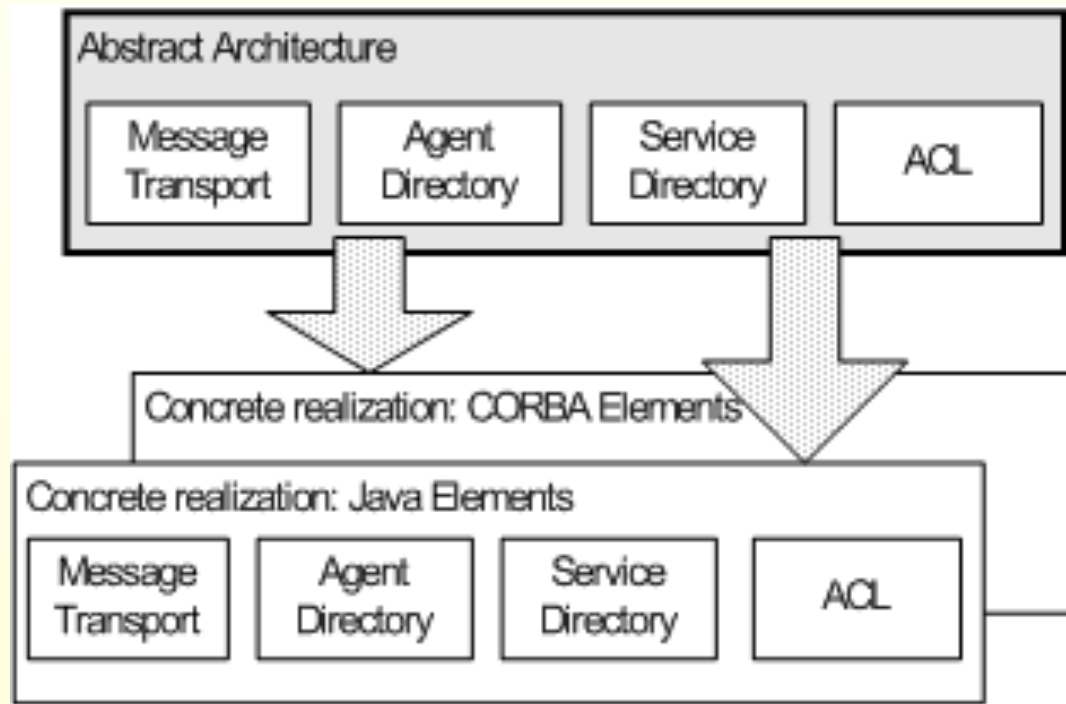 Abstract Architecture
Message
Transport
Agent
Directory
Service
Directory
ACL
Concrete realization: CORBA Elements
Concrete realization: Java Elements
Message
Transport
Agent
Directory
Service
Directory
ACL